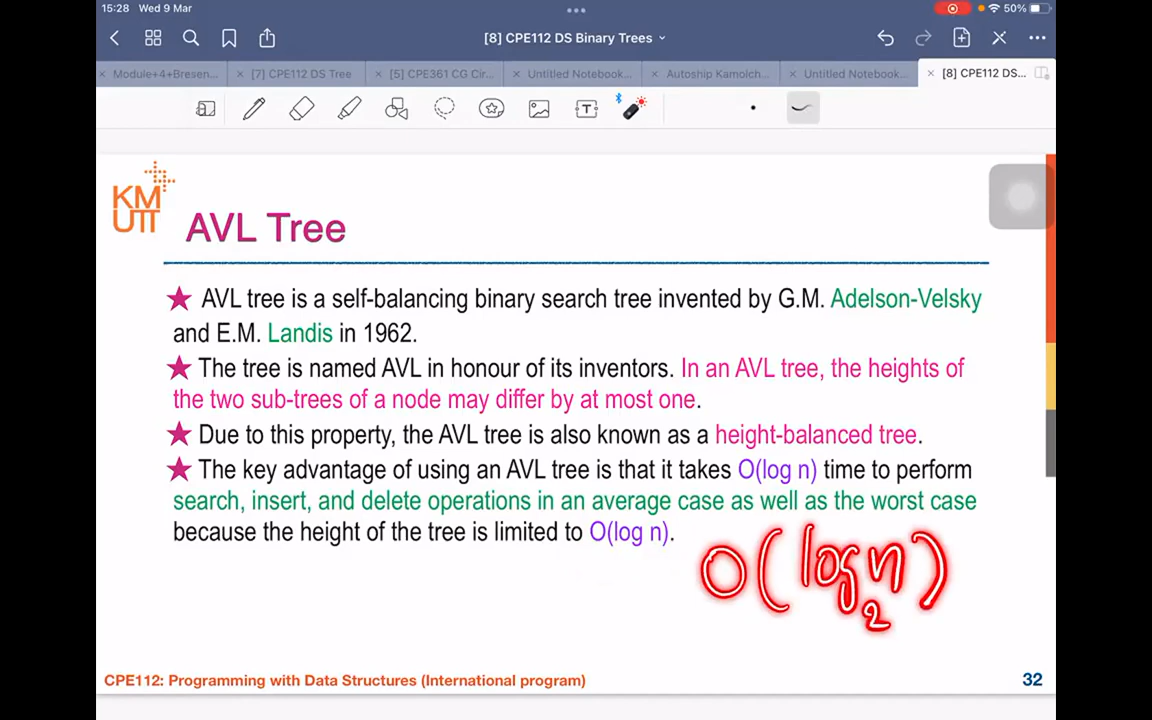 15:28 Wed 9 Mar
50%
[8] CPE112 DS Binary Trees
Module+4+Bresen...
[7] CPE112 DS Tree
[5] CPE361 CG Cir...
Untitled Notebook...
Autoship Kamolch...
Untitled Notebook...
[8] CPE112 DS...
T
KM
UTT
AVL Tree
★ AVL tree is a self-balancing binary search tree invented by G.M. Adelson-Velsky
and E.M. Landis in 1962.
★ The tree is named AVL in honour of its inventors. In an AVL tree, the heights of
the two sub-trees of a node may differ by at most one.
★ Due to this property, the AVL tree is also known as a height-balanced tree.
★ The key advantage of using an AVL tree is that it takes O(log n) time to perform
search, insert, and delete operations in an average case as well as the worst case
because the height of the tree is limited to O(log n).
O(log₂n)
CPE112: Programming with Data Structures (International program)
32